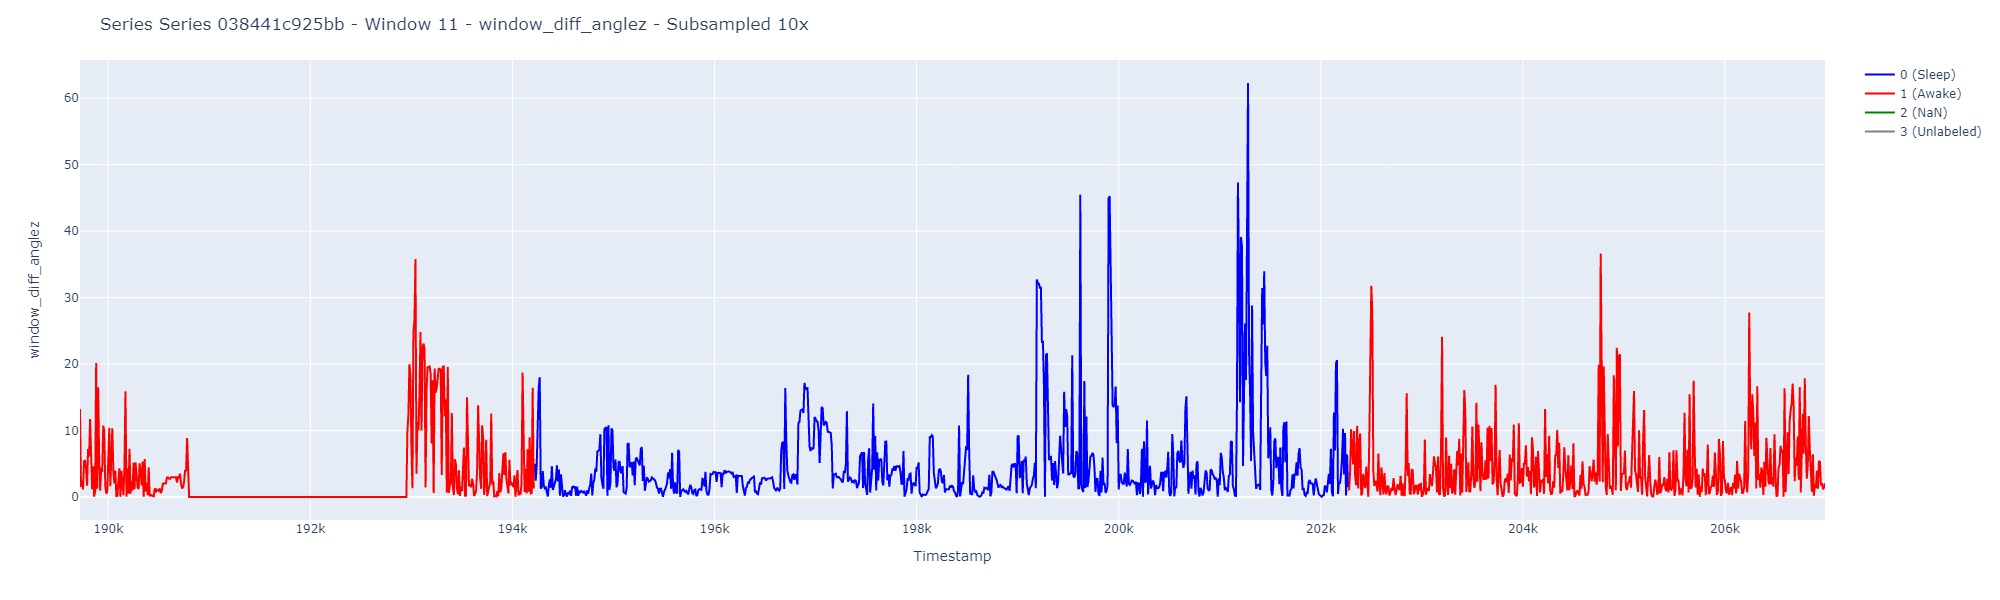 Series Series 038441c925bb - Window 11 - window_diff_anglez - Subsampled 10x
0 (Sleep)
1 (Awake)
2 (NaN)
3 (Unlabeled)
window_diff_anglez
60
50
40
30
20
10
0
190k 192k 194k 196k 198k 200k 202k 204k 206k
Timestamp